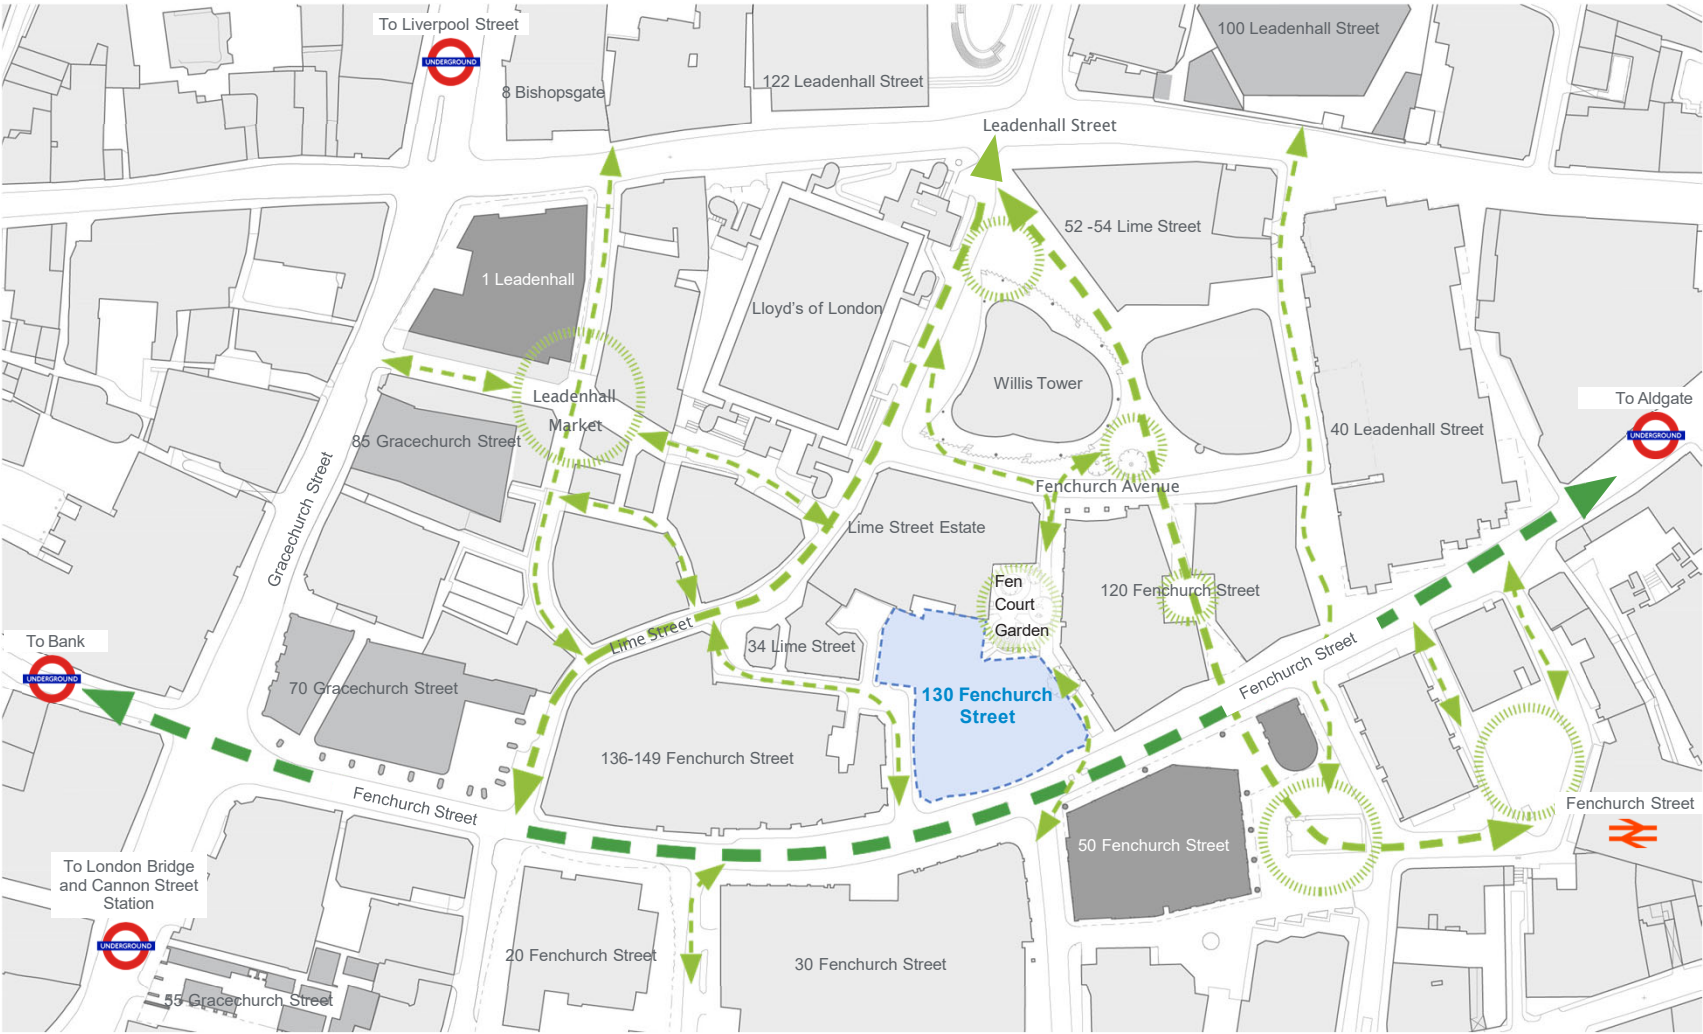 To Liverpool Street
UNDERGROUND
8 Bishopsgate
122 Leadenhall Street
100 Leadenhall Street
Leadenhall Street
52 -54 Lime Street
1 Leadenhall
Lloyd's of London
Willis Tower
Leadenhall
Market
85 Gracechurch Street
40 Leadenhall Street
To Aldgate
UNDERGROUND
Gracechurch Street
Fenchurch Avenue
Lime Street Estate
Fen
Court
Garden
120 Fenchurch Street
To Bank
UNDERGROUND
Lime Street
34 Lime Street
70 Gracechurch Street
130 Fenchurch
Street
Fenchurch Street
136-149 Fenchurch Street
Fenchurch Street
Fenchurch Street
50 Fenchurch Street
To London Bridge
and Cannon Street
Station
UNDERGROUND
20 Fenchurch Street
30 Fenchurch Street
55 Gracechurch Street